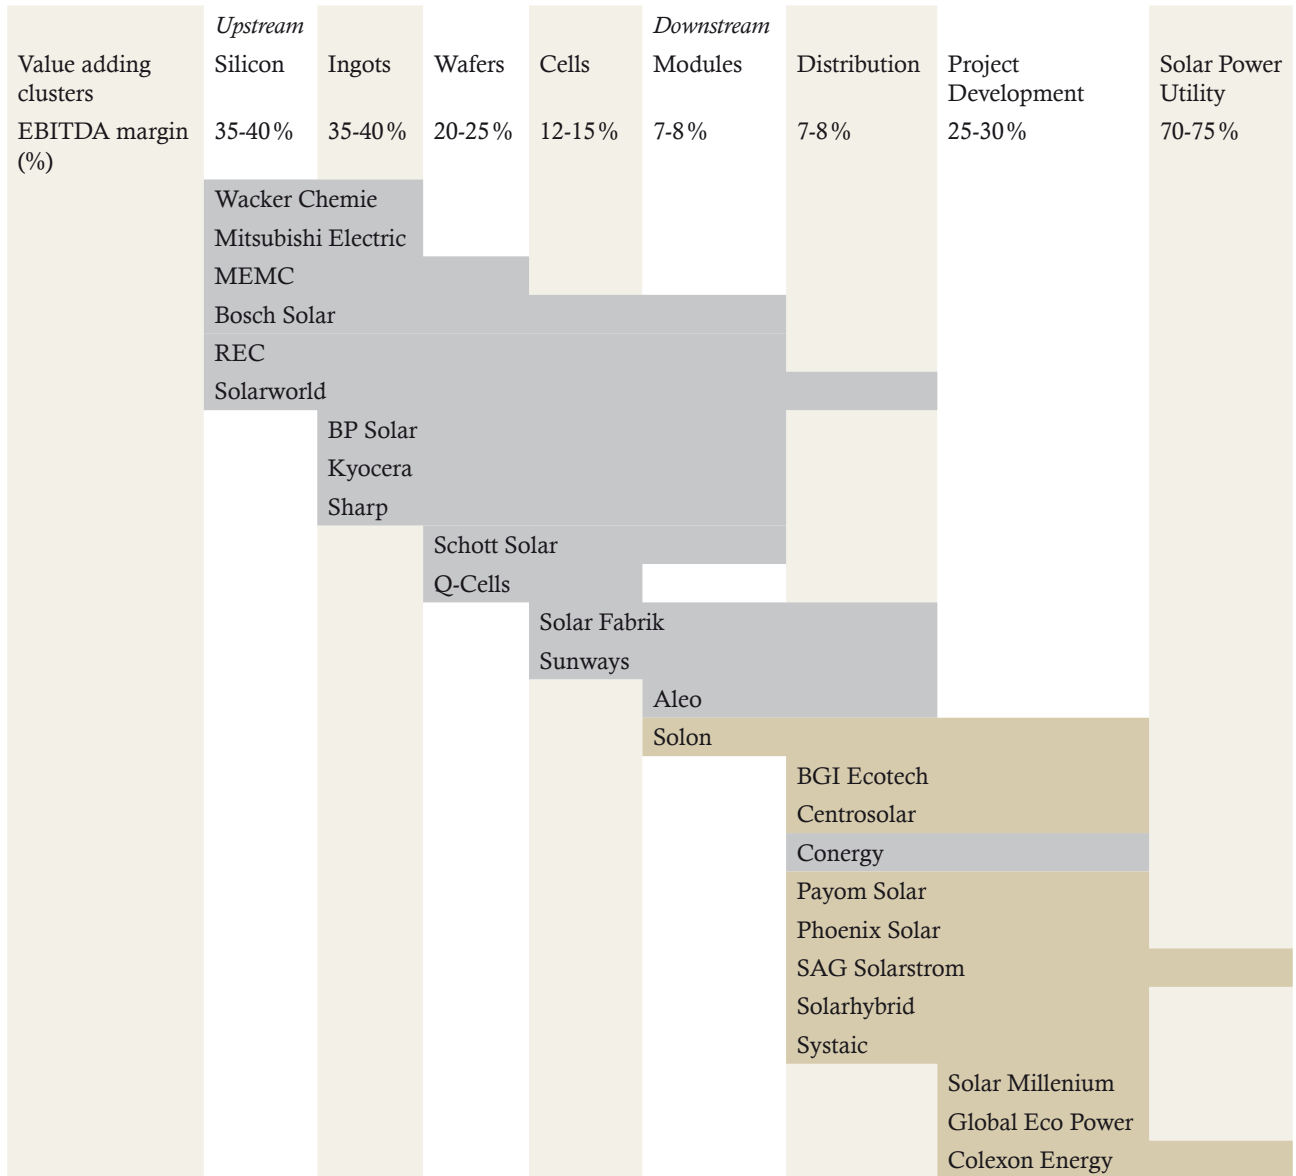 Upstream Downstream
Value adding clusters Silicon Ingots Wafers Cells Modules Distribution Project Development Solar Power Utility
EBITDA margin (%) 35-40% 35-40% 20-25% 12-15% 7-8% 7-8% 25-30% 70-75%
Wacker Chemie
Mitsubishi Electric
MEMC
Bosch Solar
REC
Solarworld
BP Solar
Kyocera
Sharp
Schott Solar
Q-Cells
Solar Fabrik
Sunways
Aleo
Solon
BGI Ecotech
Centrosolar
Conergy
Payom Solar
Phoenix Solar
SAG Solarstrom
Solarhybrid
Systaic
Solar Millenium
Global Eco Power
Colexon Energy